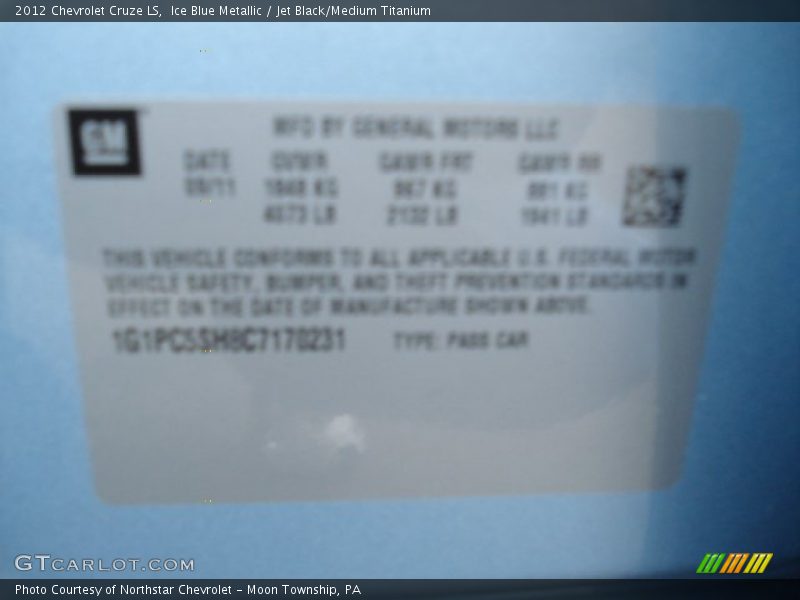 2012 Chevrolet Cruze LS, Ice Blue Metallic / Jet Black/Medium Titanium
GM
MFD BY GENERAL MOTORS LLC
DATE GVWR GAWR FRT GAWR RR
09/11 1848 KG 967 KG 881 KG
4073 LB 2132 LB 1941 LB
THIS VEHICLE CONFORMS TO ALL APPLICABLE U.S. FEDERAL MOTOR
VEHICLE SAFETY, BUMPER, AND THEFT PREVENTION STANDARDS IN
EFFECT ON THE DATE OF MANUFACTURE SHOWN ABOVE.
1G1PC5SH8C7170231 TYPE: PASS CAR
GTCARLOT.COM
Photo Courtesy of Northstar Chevrolet - Moon Township, PA